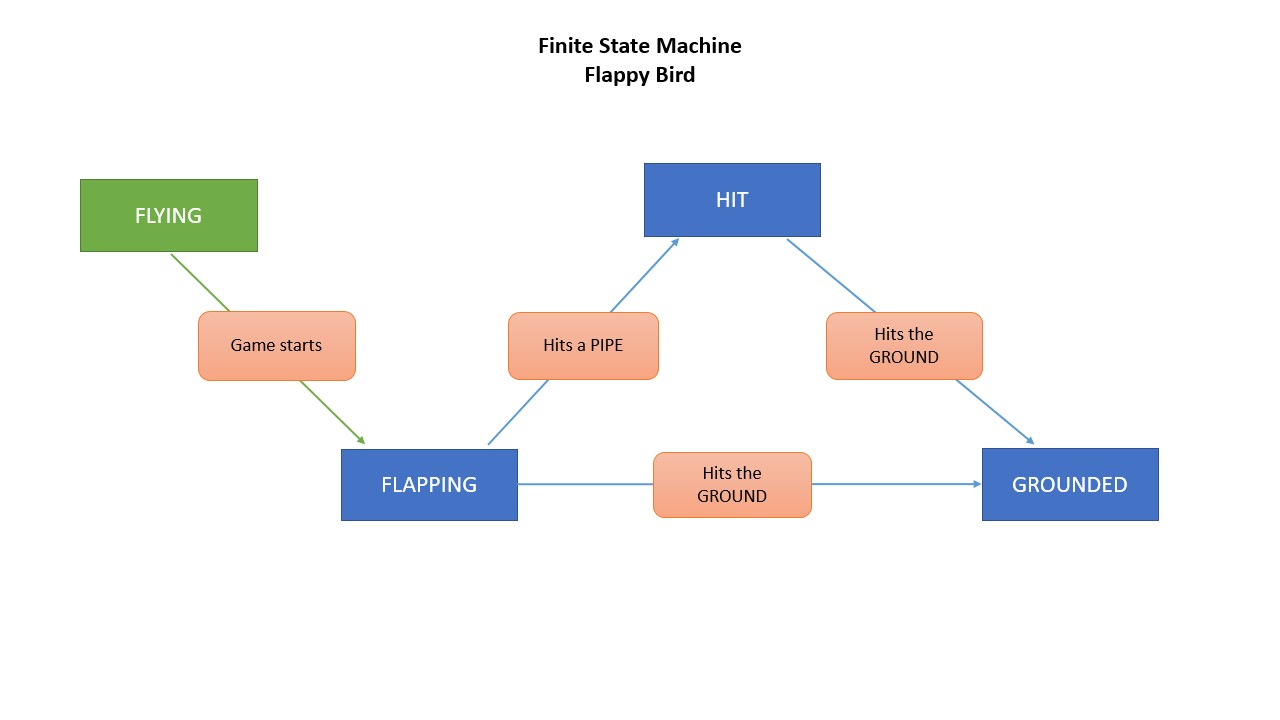 Finite State Machine
Flappy Bird
FLYING
HIT
Game starts
Hits a PIPE
Hits the
GROUND
FLAPPING
Hits the
GROUND
GROUNDED